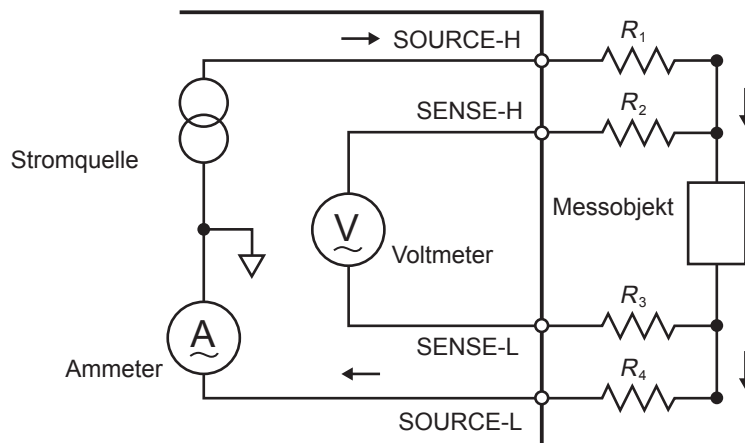 SOURCE-H
R1
SENSE-H
R2
Stromquelle
Messobjekt
V
Voltmeter
A
R3
SENSE-L
Ammeter
R4
SOURCE-L